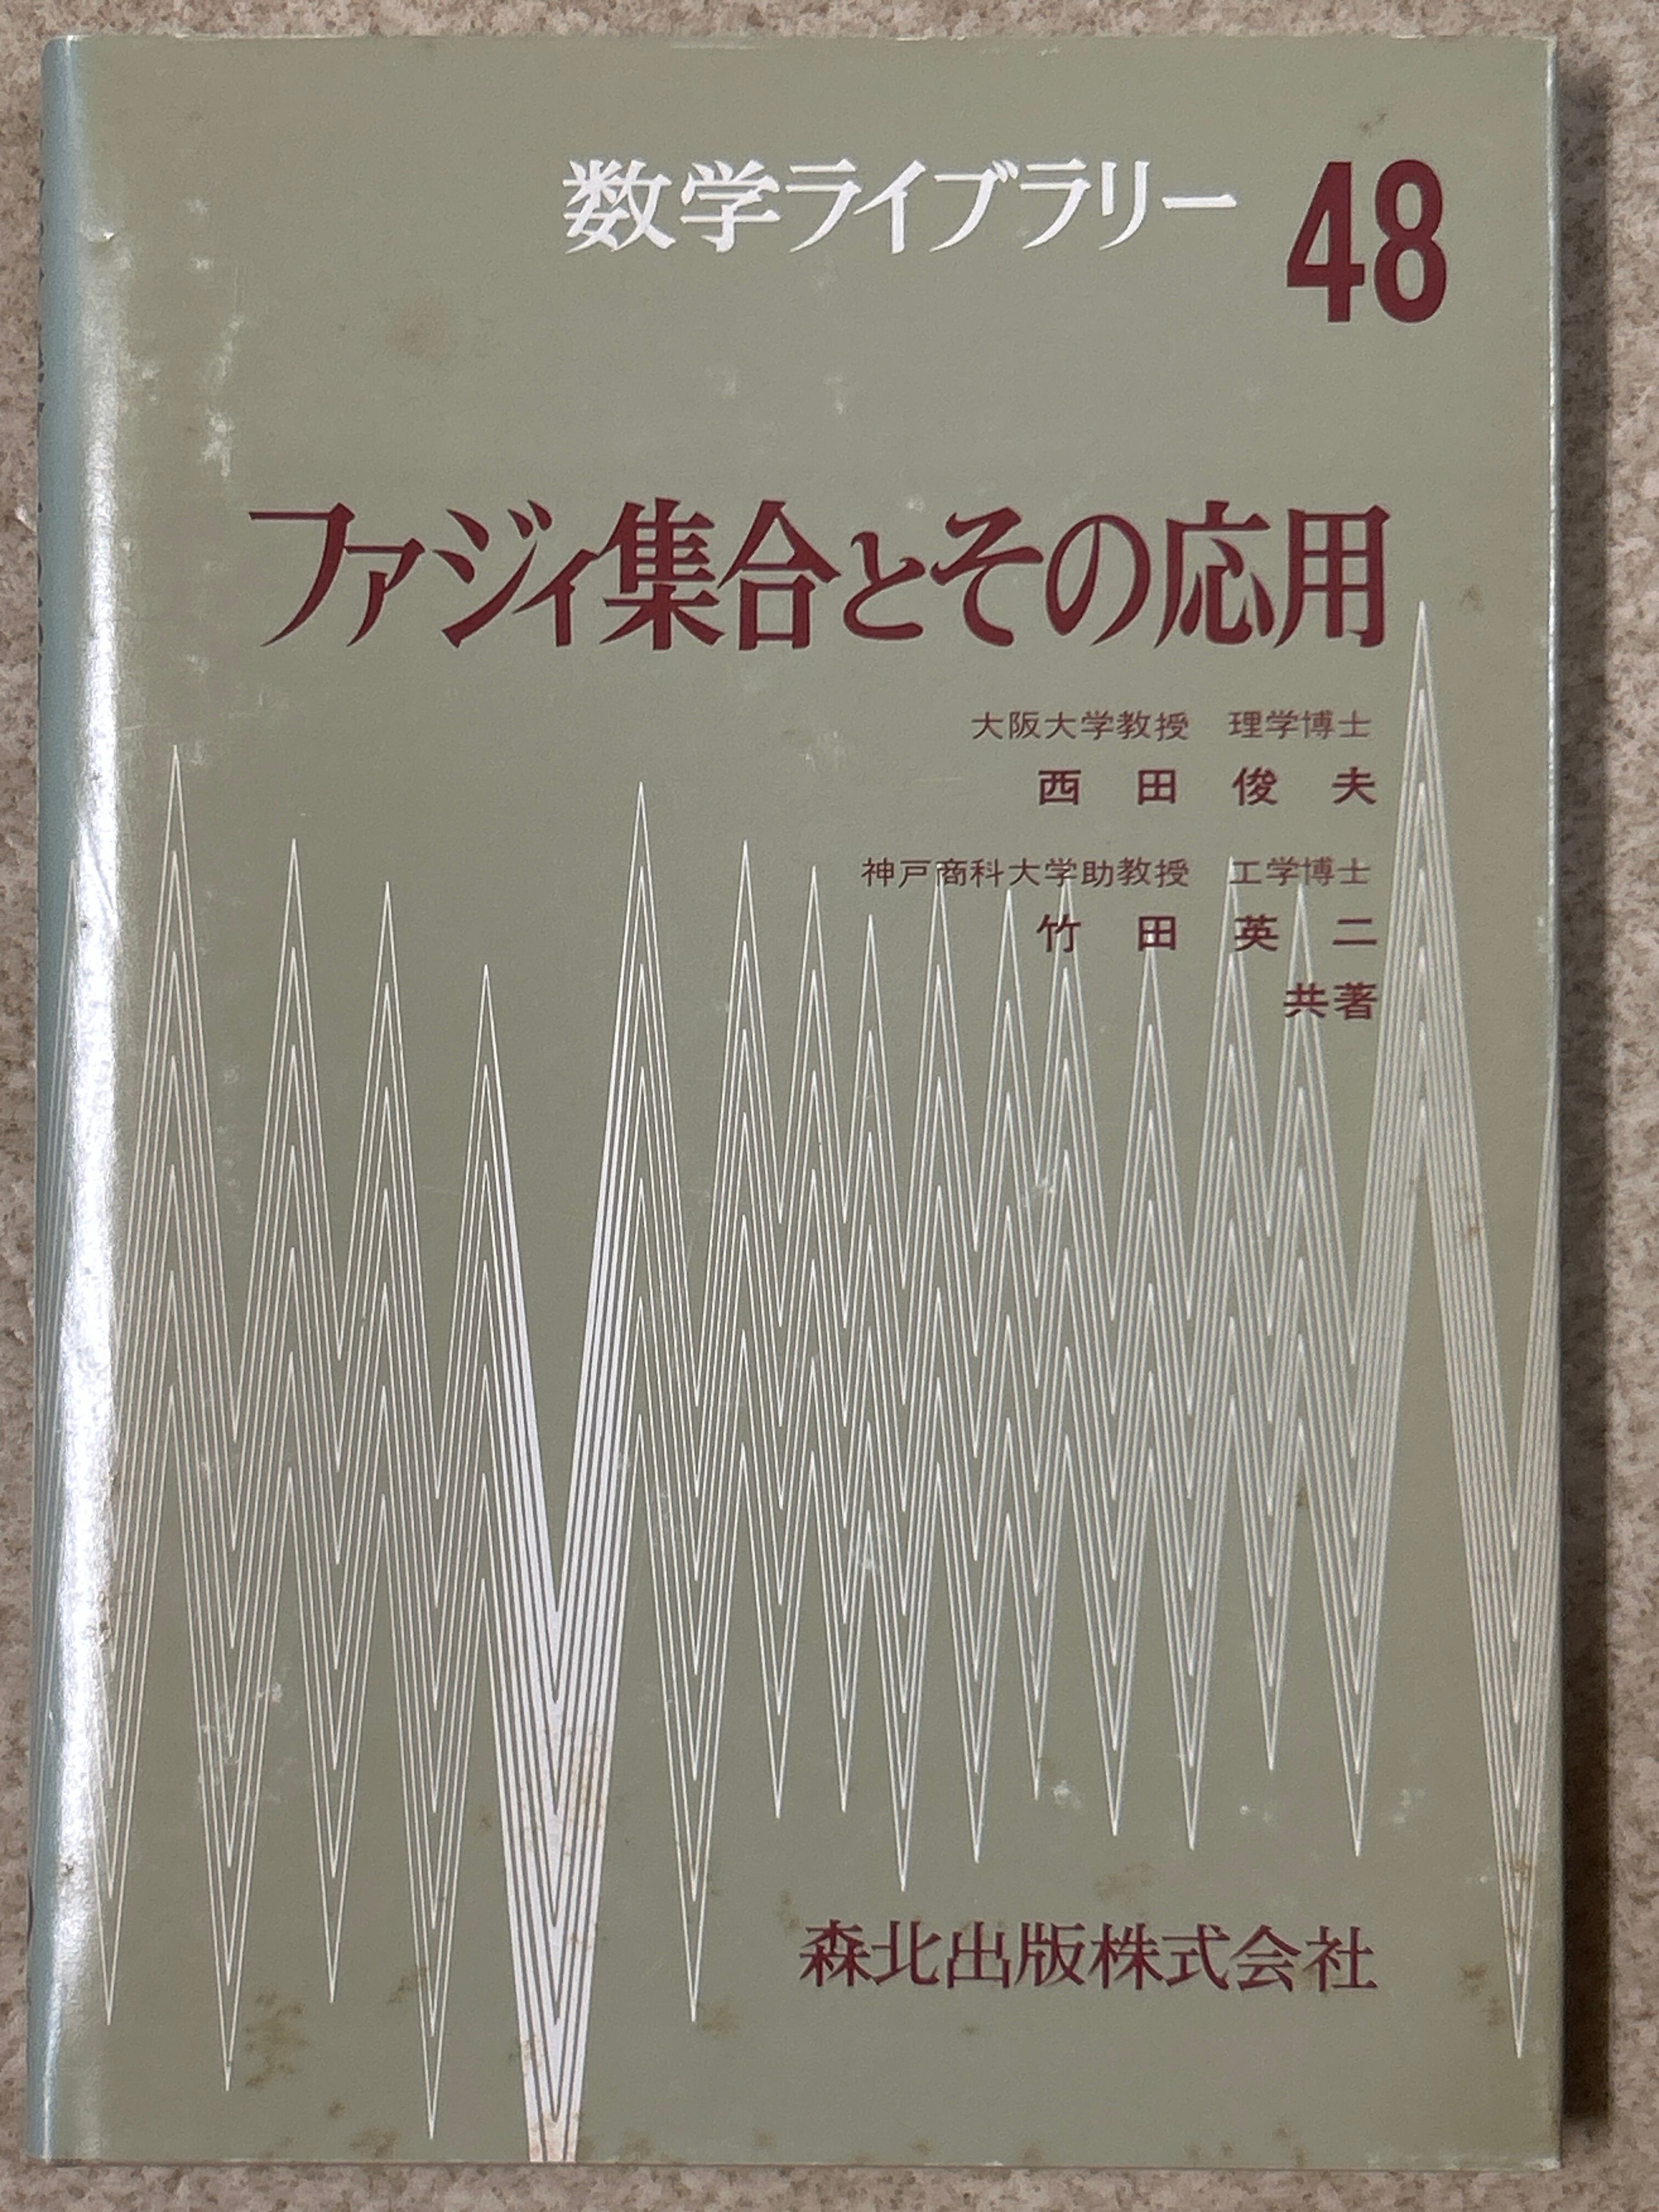 数学ライブラリー 48
ファジィ集合とその応用
大阪大学教授 理学博士
西田俊夫
神戸商科大学助教授 工学博士
竹田英二
共著
森北出版株式会社